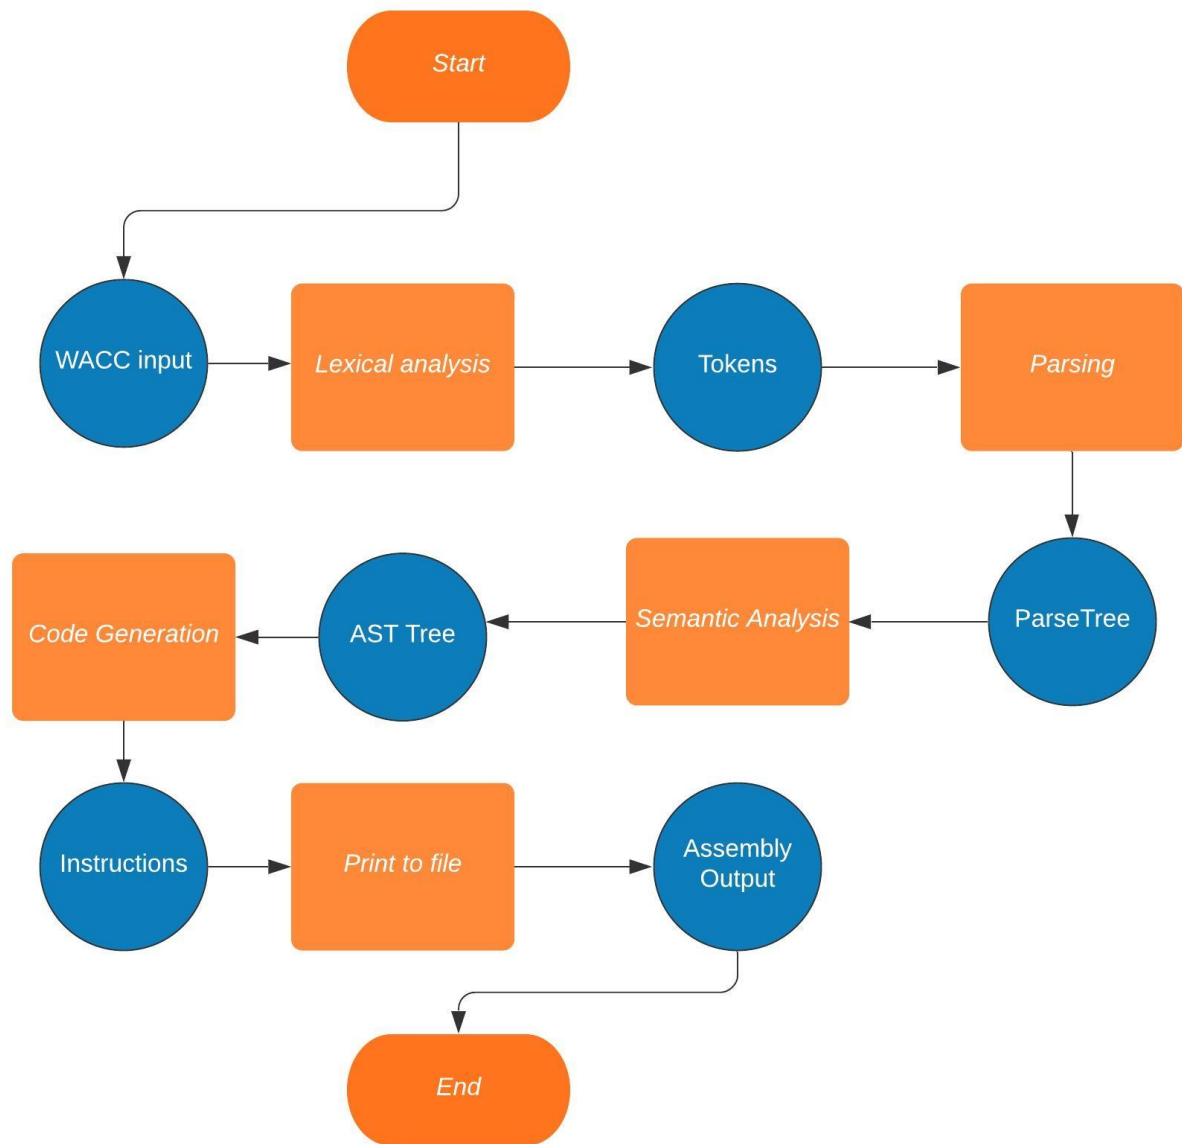 Start
WACC input
Lexical analysis
Tokens
Parsing
ParseTree
Semantic Analysis
AST Tree
Code Generation
Instructions
Print to file
Assembly
Output
End